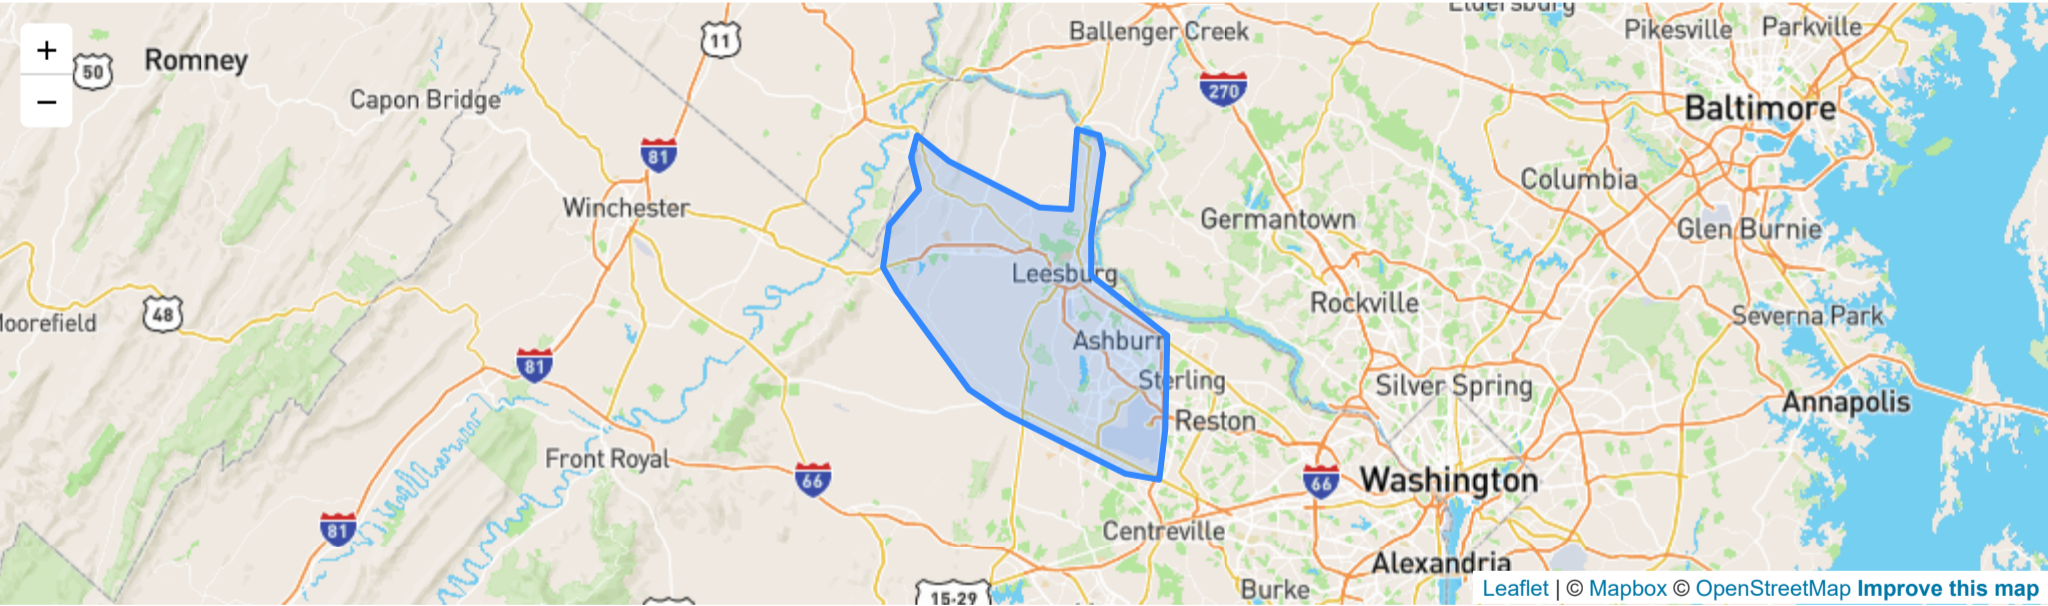 Eldersburg
+
Ballenger Creek
Pikesville
Parkville
11
Romney
50
−
270
Capon Bridge
Baltimore
81
Columbia
Winchester
Germantown
Glen Burnie
Leesburg
Rockville
48
Moorefield
Severna Park
Ashburn
81
Sterling
Silver Spring
Annapolis
Reston
Front Royal
66
66
Washington
81
Centreville
Alexandria
Burke
15-29
Leaflet | © Mapbox © OpenStreetMap Improve this map